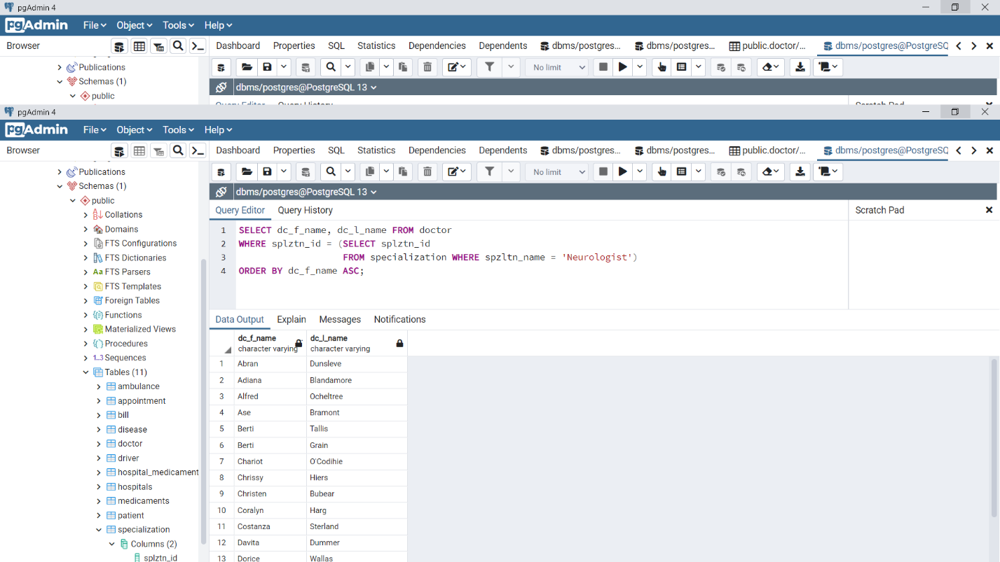 pgAdmin 4
pgAdmin File Object Tools Help
Browser Dashboard Properties SQL Statistics Dependencies Dependents dbms/postgres... dbms/postgres... public.doctor/... dbms/postgres@PostgreSQ
Publications No limit
Schemas (1)
public dbms/postgres@PostgreSQL 13
Query Editor Query History Scratch Pad
pgAdmin 4
pgAdmin File Object Tools Help
Browser Dashboard Properties SQL Statistics Dependencies Dependents dbms/postgres... dbms/postgres... public.doctor/... dbms/postgres@PostgreSQ
Publications No limit
Schemas (1)
dbms/postgres@PostgreSQL 13
public
Collations
Domains
FTS Configurations
FTS Dictionaries
Aa FTS Parsers
FTS Templates
Foreign Tables
Functions
Materialized Views
Procedures
1..3 Sequences
Tables (11)
ambulance
appointment
bill
disease
doctor
driver
hospital_medicament
hospitals
medicaments
patient
specialization
Columns (2)
splztn_id
Query Editor Query History Scratch Pad
1 SELECT dc_f_name, dc_l_name FROM doctor
2 WHERE splztn_id = (SELECT splztn_id
3 FROM specialization WHERE spzltn_name = 'Neurologist')
4 ORDER BY dc_f_name ASC;
Data Output Explain Messages Notifications
dc_f_name dc_l_name
character varying character varying
1 Abran Dunsleve
2 Adiana Blandamore
3 Alfred Ocheltree
4 Ase Bramont
5 Berti Tallis
6 Berti Grain
7 Chariot O'Codihie
8 Chrissy Hiers
9 Christen Bubear
10 Coralyn Harg
11 Costanza Sterland
12 Davita Dummer
13 Dorice Wallas